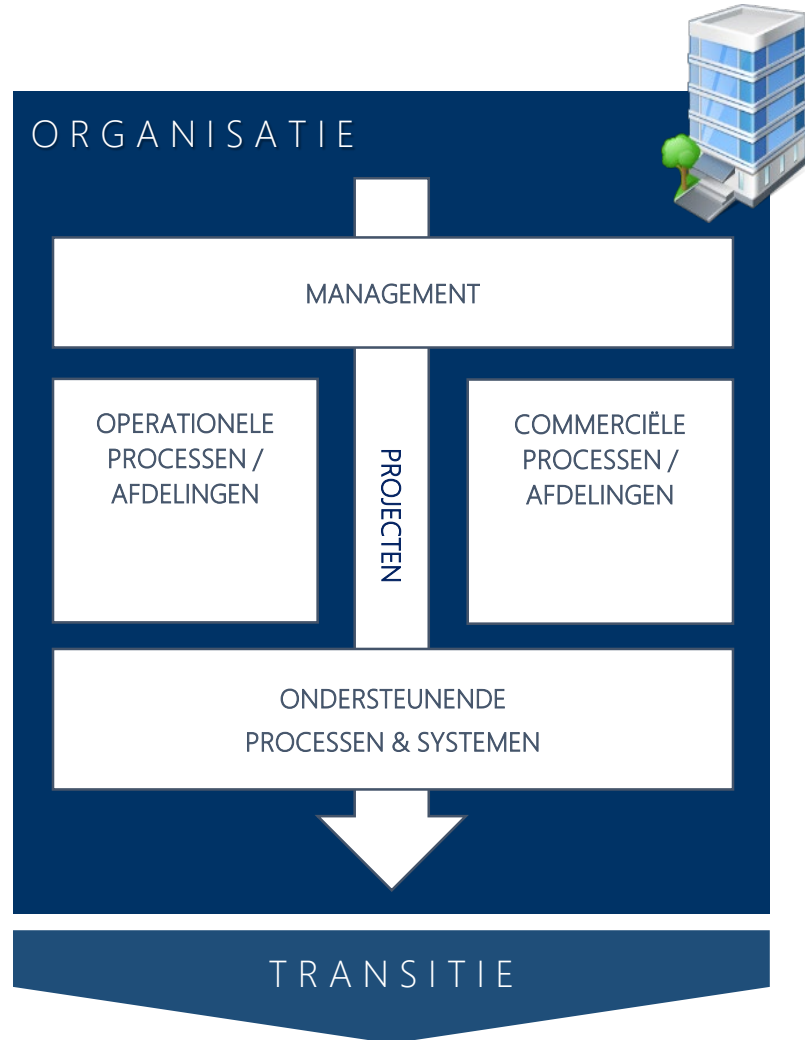 ORGANISATIE
MANAGEMENT
OPERATIONELE
PROCESSEN /
AFDELINGEN
PROJECTEN
COMMERCIËLE
PROCESSEN /
AFDELINGEN
ONDERSTEUNENDE
PROCESSEN & SYSTEMEN
TRANSITIE